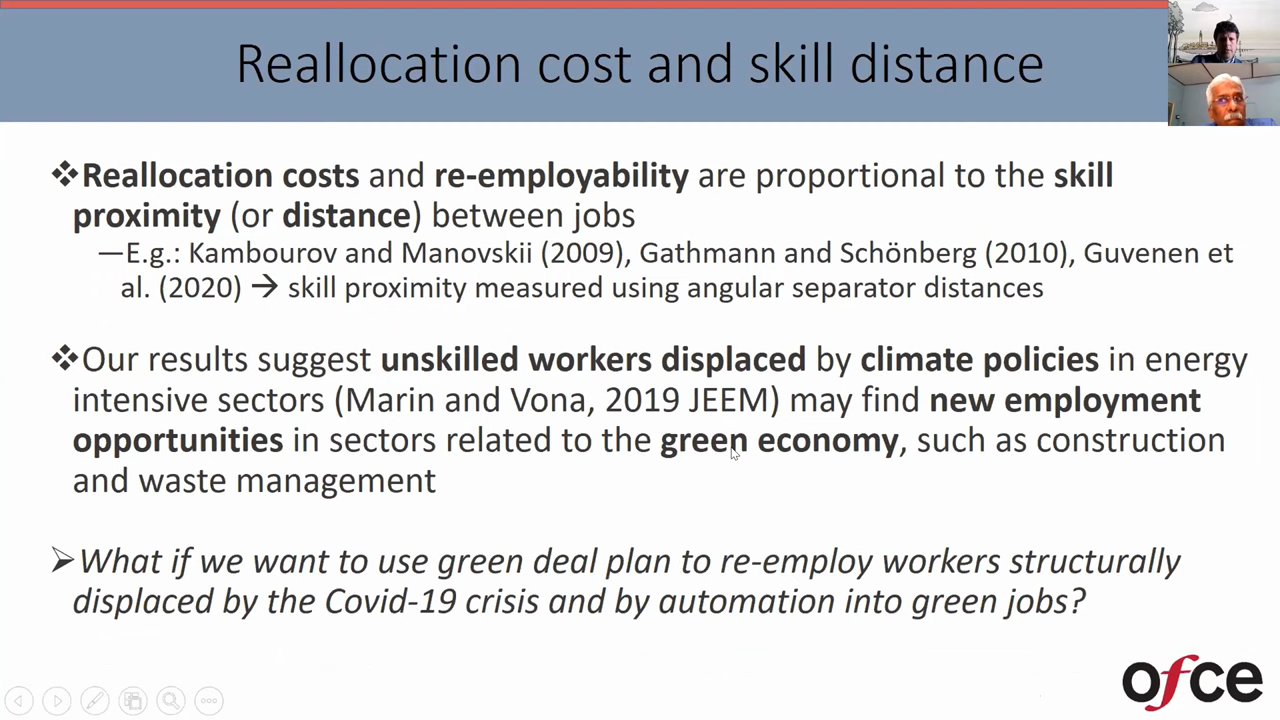 Reallocation cost and skill distance
❖Reallocation costs and re-employability are proportional to the skill
proximity (or distance) between jobs
—E.g.: Kambourov and Manovskii (2009), Gathmann and Schönberg (2010), Guvenen et
al. (2020) → skill proximity measured using angular separator distances
❖Our results suggest unskilled workers displaced by climate policies in energy
intensive sectors (Marin and Vona, 2019 JEEM) may find new employment
opportunities in sectors related to the green economy, such as construction
and waste management
➢What if we want to use green deal plan to re-employ workers structurally
displaced by the Covid-19 crisis and by automation into green jobs?
ofce